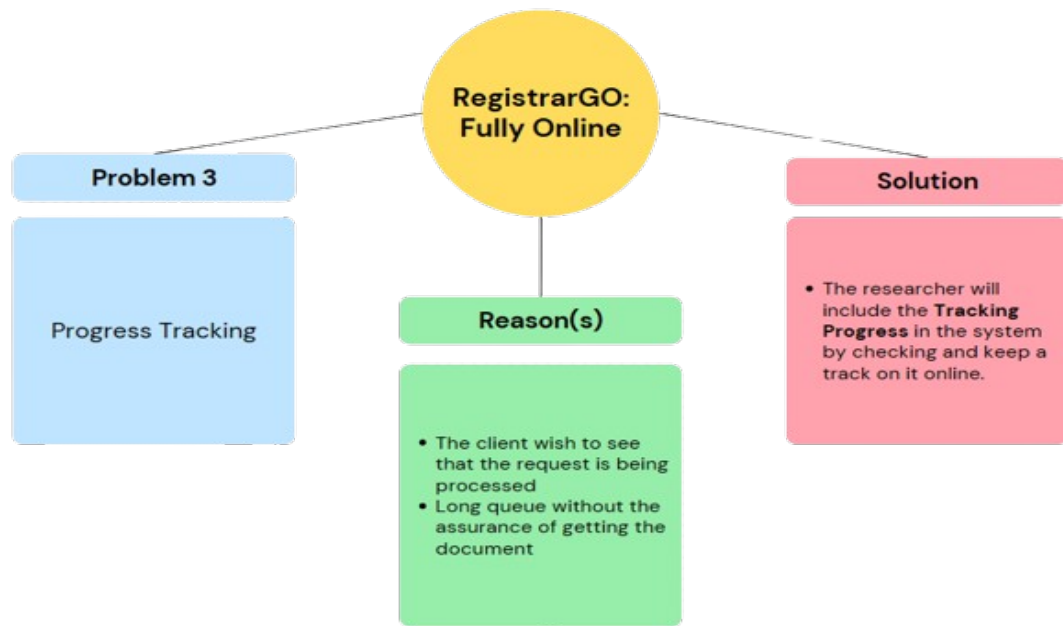 RegistrarGO:
Fully Online
Problem 3
Progress Tracking
Reason(s)
• The client wish to see
that the request is being
processed
• Long queue without the
assurance of getting the
document
Solution
• The researcher will
include the Tracking
Progress in the system
by checking and keep a
track on it online.